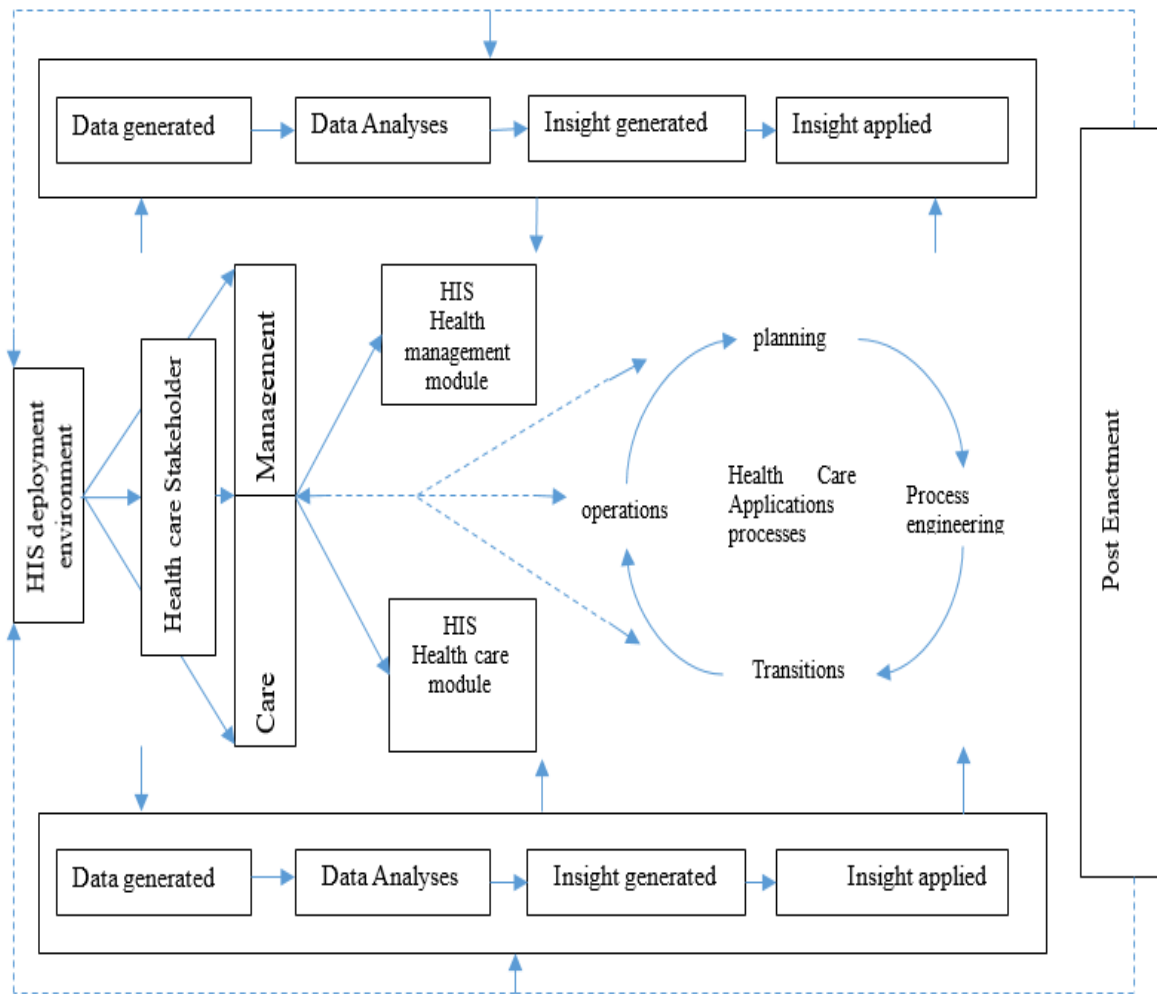 Data generated
Data Analyses
Insight generated
Insight applied
HIS deployment
environment
Health care Stakeholder
Management
Care
HIS
Health
management
module
HIS
Health care
module
planning
operations
Health Care
Applications
processes
Process
engineering
Transitions
Post Enactment
Data generated
Data Analyses
Insight generated
Insight applied